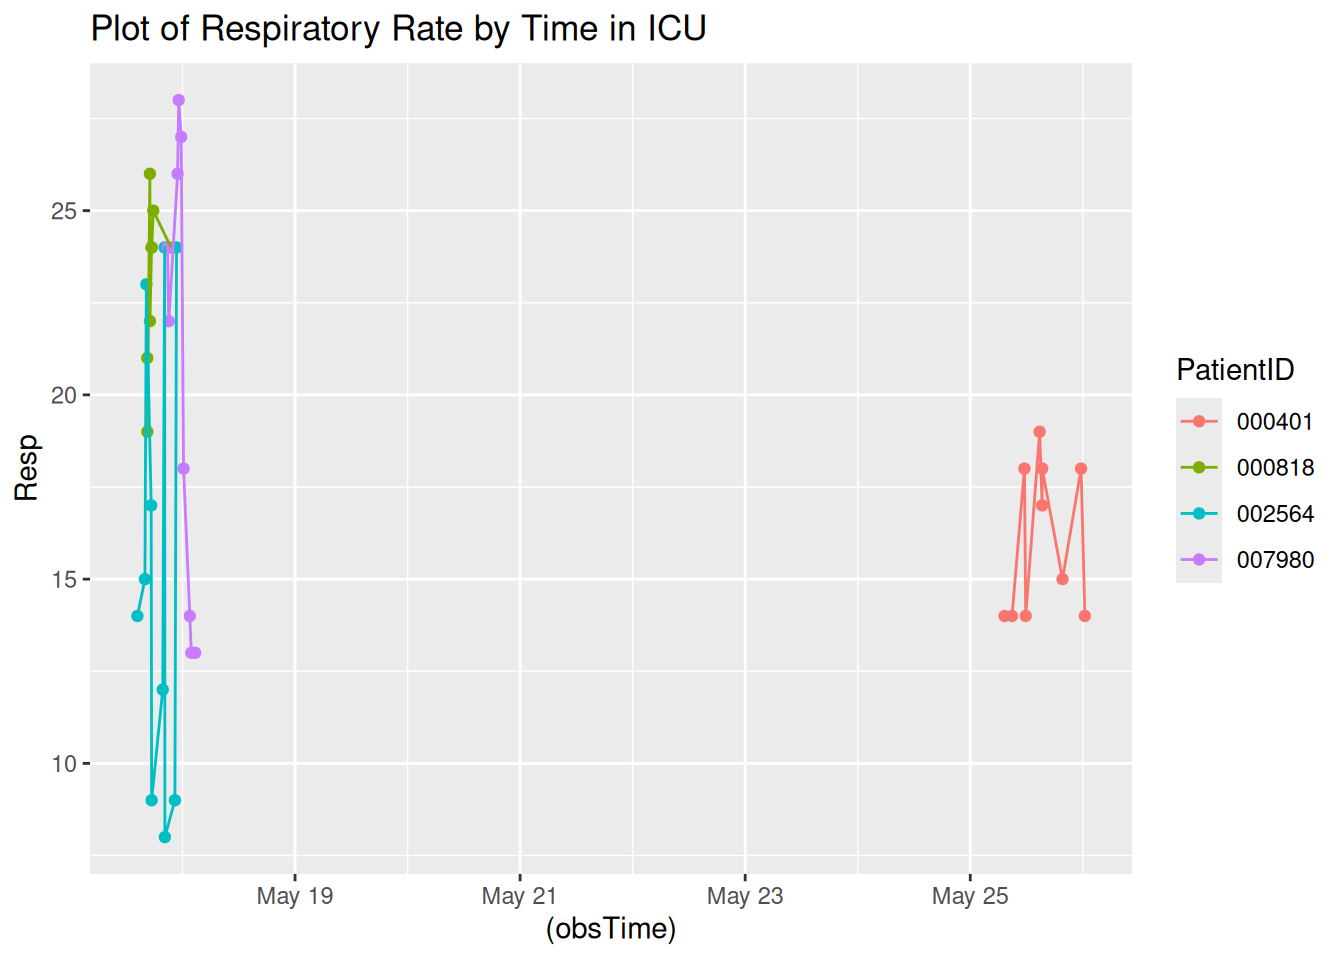 Plot of Respiratory Rate by Time in ICU
Resp
25
20
15
10
May 19
May 21
May 23
May 25
(obsTime)
PatientID
000401
000818
002564
007980